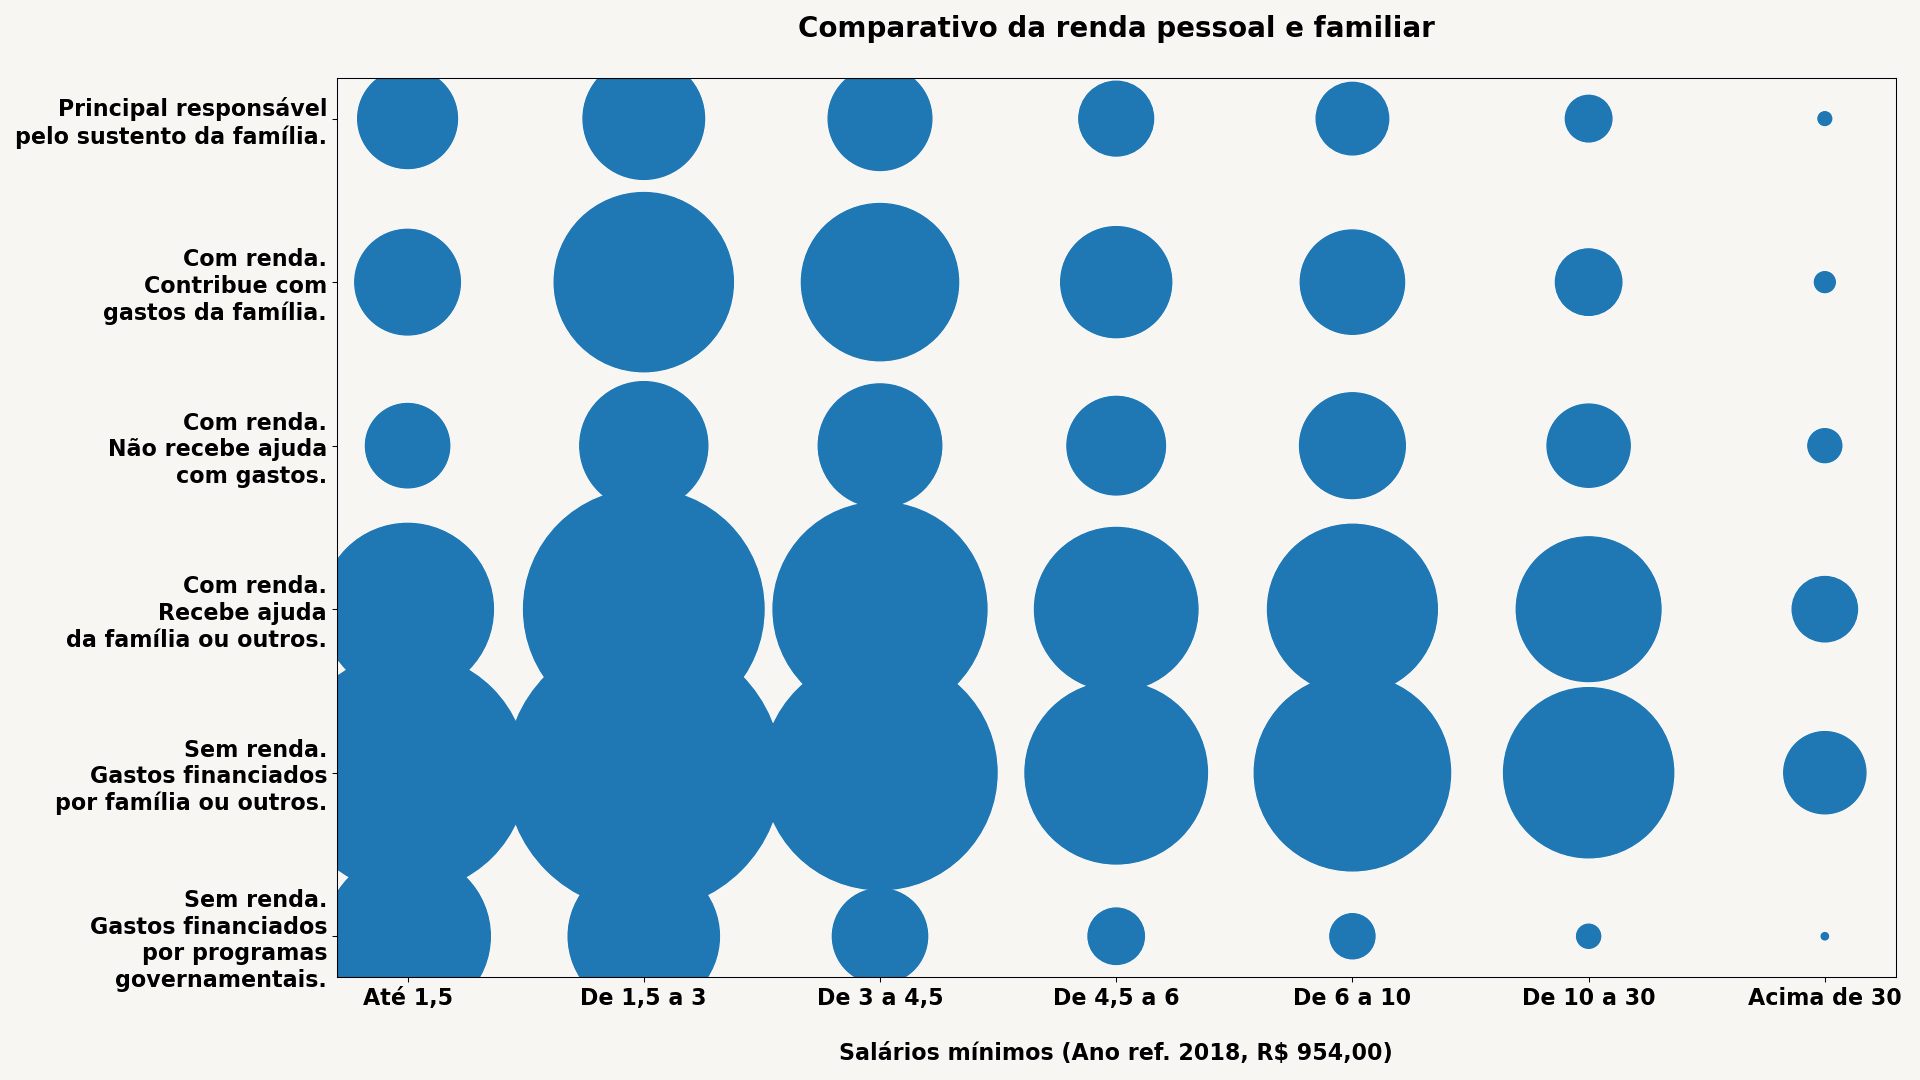 Comparativo da renda pessoal e familiar
Principal responsável
pelo sustento da família.
Com renda.
Contribue com
gastos da família.
Com renda.
Não recebe ajuda
com gastos.
Com renda.
Recebe ajuda
da família ou outros.
Sem renda.
Gastos financiados
por família ou outros.
Sem renda.
Gastos financiados
por programas
governamentais.
Até 1,5 De 1,5 a 3 De 3 a 4,5 De 4,5 a 6 De 6 a 10 De 10 a 30 Acima de 30
Salários mínimos (Ano ref. 2018, R$ 954,00)